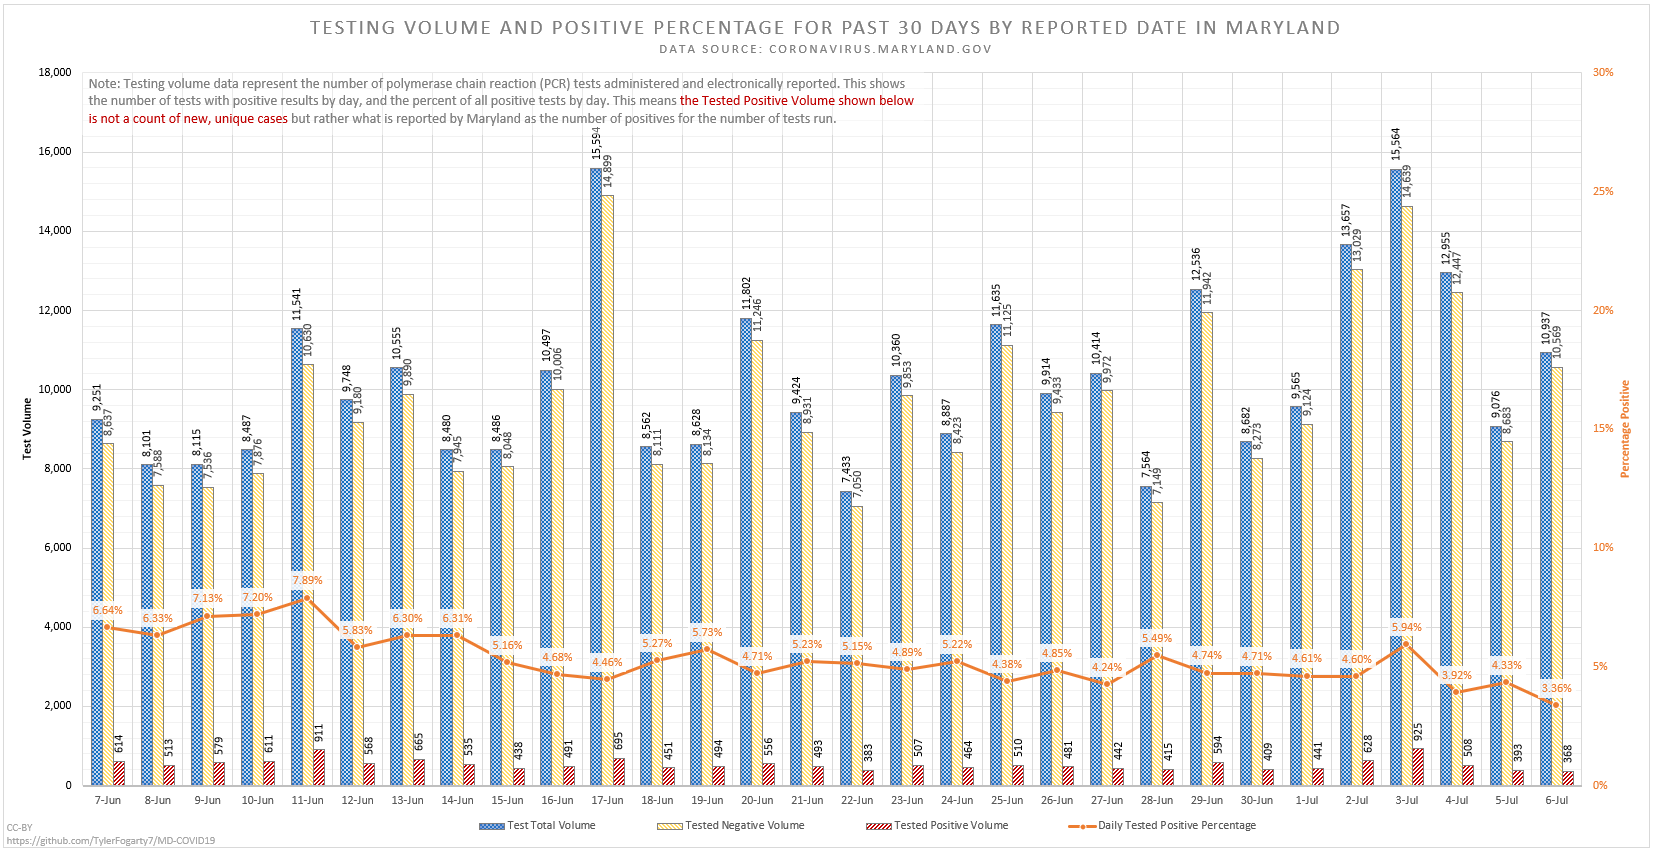 TESTING VOLUME AND POSITIVE PERCENTAGE FOR PAST 30 DAYS BY REPORTED DATE IN MARYLAND
DATA SOURCE: CORONAVIRUS.MARYLAND.GOV
Note: Testing volume data represent the number of polymerase chain reaction (PCR) tests administered and electronically reported. This shows
the number of tests with positive results by day, and the percent of all positive tests by day. This means the Tested Positive Volume shown below
is not a count of new, unique cases but rather what is reported by Maryland as the number of positives for the number of tests run.
18,000
16,000
14,000
12,000
10,000
8,000
6,000
4,000
2,000
0
Test Volume
30%
25%
20%
15%
10%
5%
0%
Percentage Positive
9,251 8,637 6.64% 614
8,101 7,588 6.33% 513
8,115 7,536 7.13% 579
8,487 7,876 7.20% 611
11,541 10,630 7.89% 911
9,748 9,180 5.83% 568
10,555 9,890 6.30% 665
8,480 7,945 6.31% 535
8,486 8,048 5.16% 438
10,497 10,006 4.68% 491
15,594 14,899 4.46% 695
8,562 8,111 5.27% 451
8,628 8,134 5.73% 494
11,802 11,246 4.71% 556
9,424 8,931 5.23% 493
7,433 7,050 5.15% 383
10,360 9,853 4.89% 507
8,887 8,423 5.22% 464
11,635 11,125 4.38% 510
9,914 9,433 4.85% 481
10,414 9,972 4.24% 442
7,564 7,149 5.49% 415
12,536 11,942 4.74% 594
8,682 8,273 4.71% 409
9,565 9,124 4.61% 441
13,657 13,029 4.60% 628
15,564 14,639 5.94% 925
12,955 12,447 3.92% 508
9,076 8,683 4.33% 393
10,937 10,569 3.36% 368
7-Jun 8-Jun 9-Jun 10-Jun 11-Jun 12-Jun 13-Jun 14-Jun 15-Jun 16-Jun 17-Jun 18-Jun 19-Jun 20-Jun 21-Jun 22-Jun 23-Jun 24-Jun 25-Jun 26-Jun 27-Jun 28-Jun 29-Jun 30-Jun 1-Jul 2-Jul 3-Jul 4-Jul 5-Jul 6-Jul
Test Total Volume Tested Negative Volume Tested Positive Volume Daily Tested Positive Percentage
CC-BY
https://github.com/TylerFogarty7/MD-COVID19